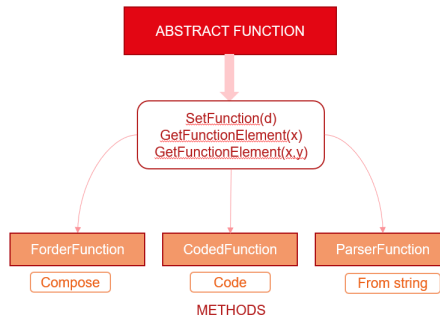 ABSTRACT FUNCTION
SetFunction(d)
GetFunctionElement(x)
GetFunctionElement(x,y)
ForderFunction
CodedFunction
ParserFunction
Compose
Code
From string
METHODS